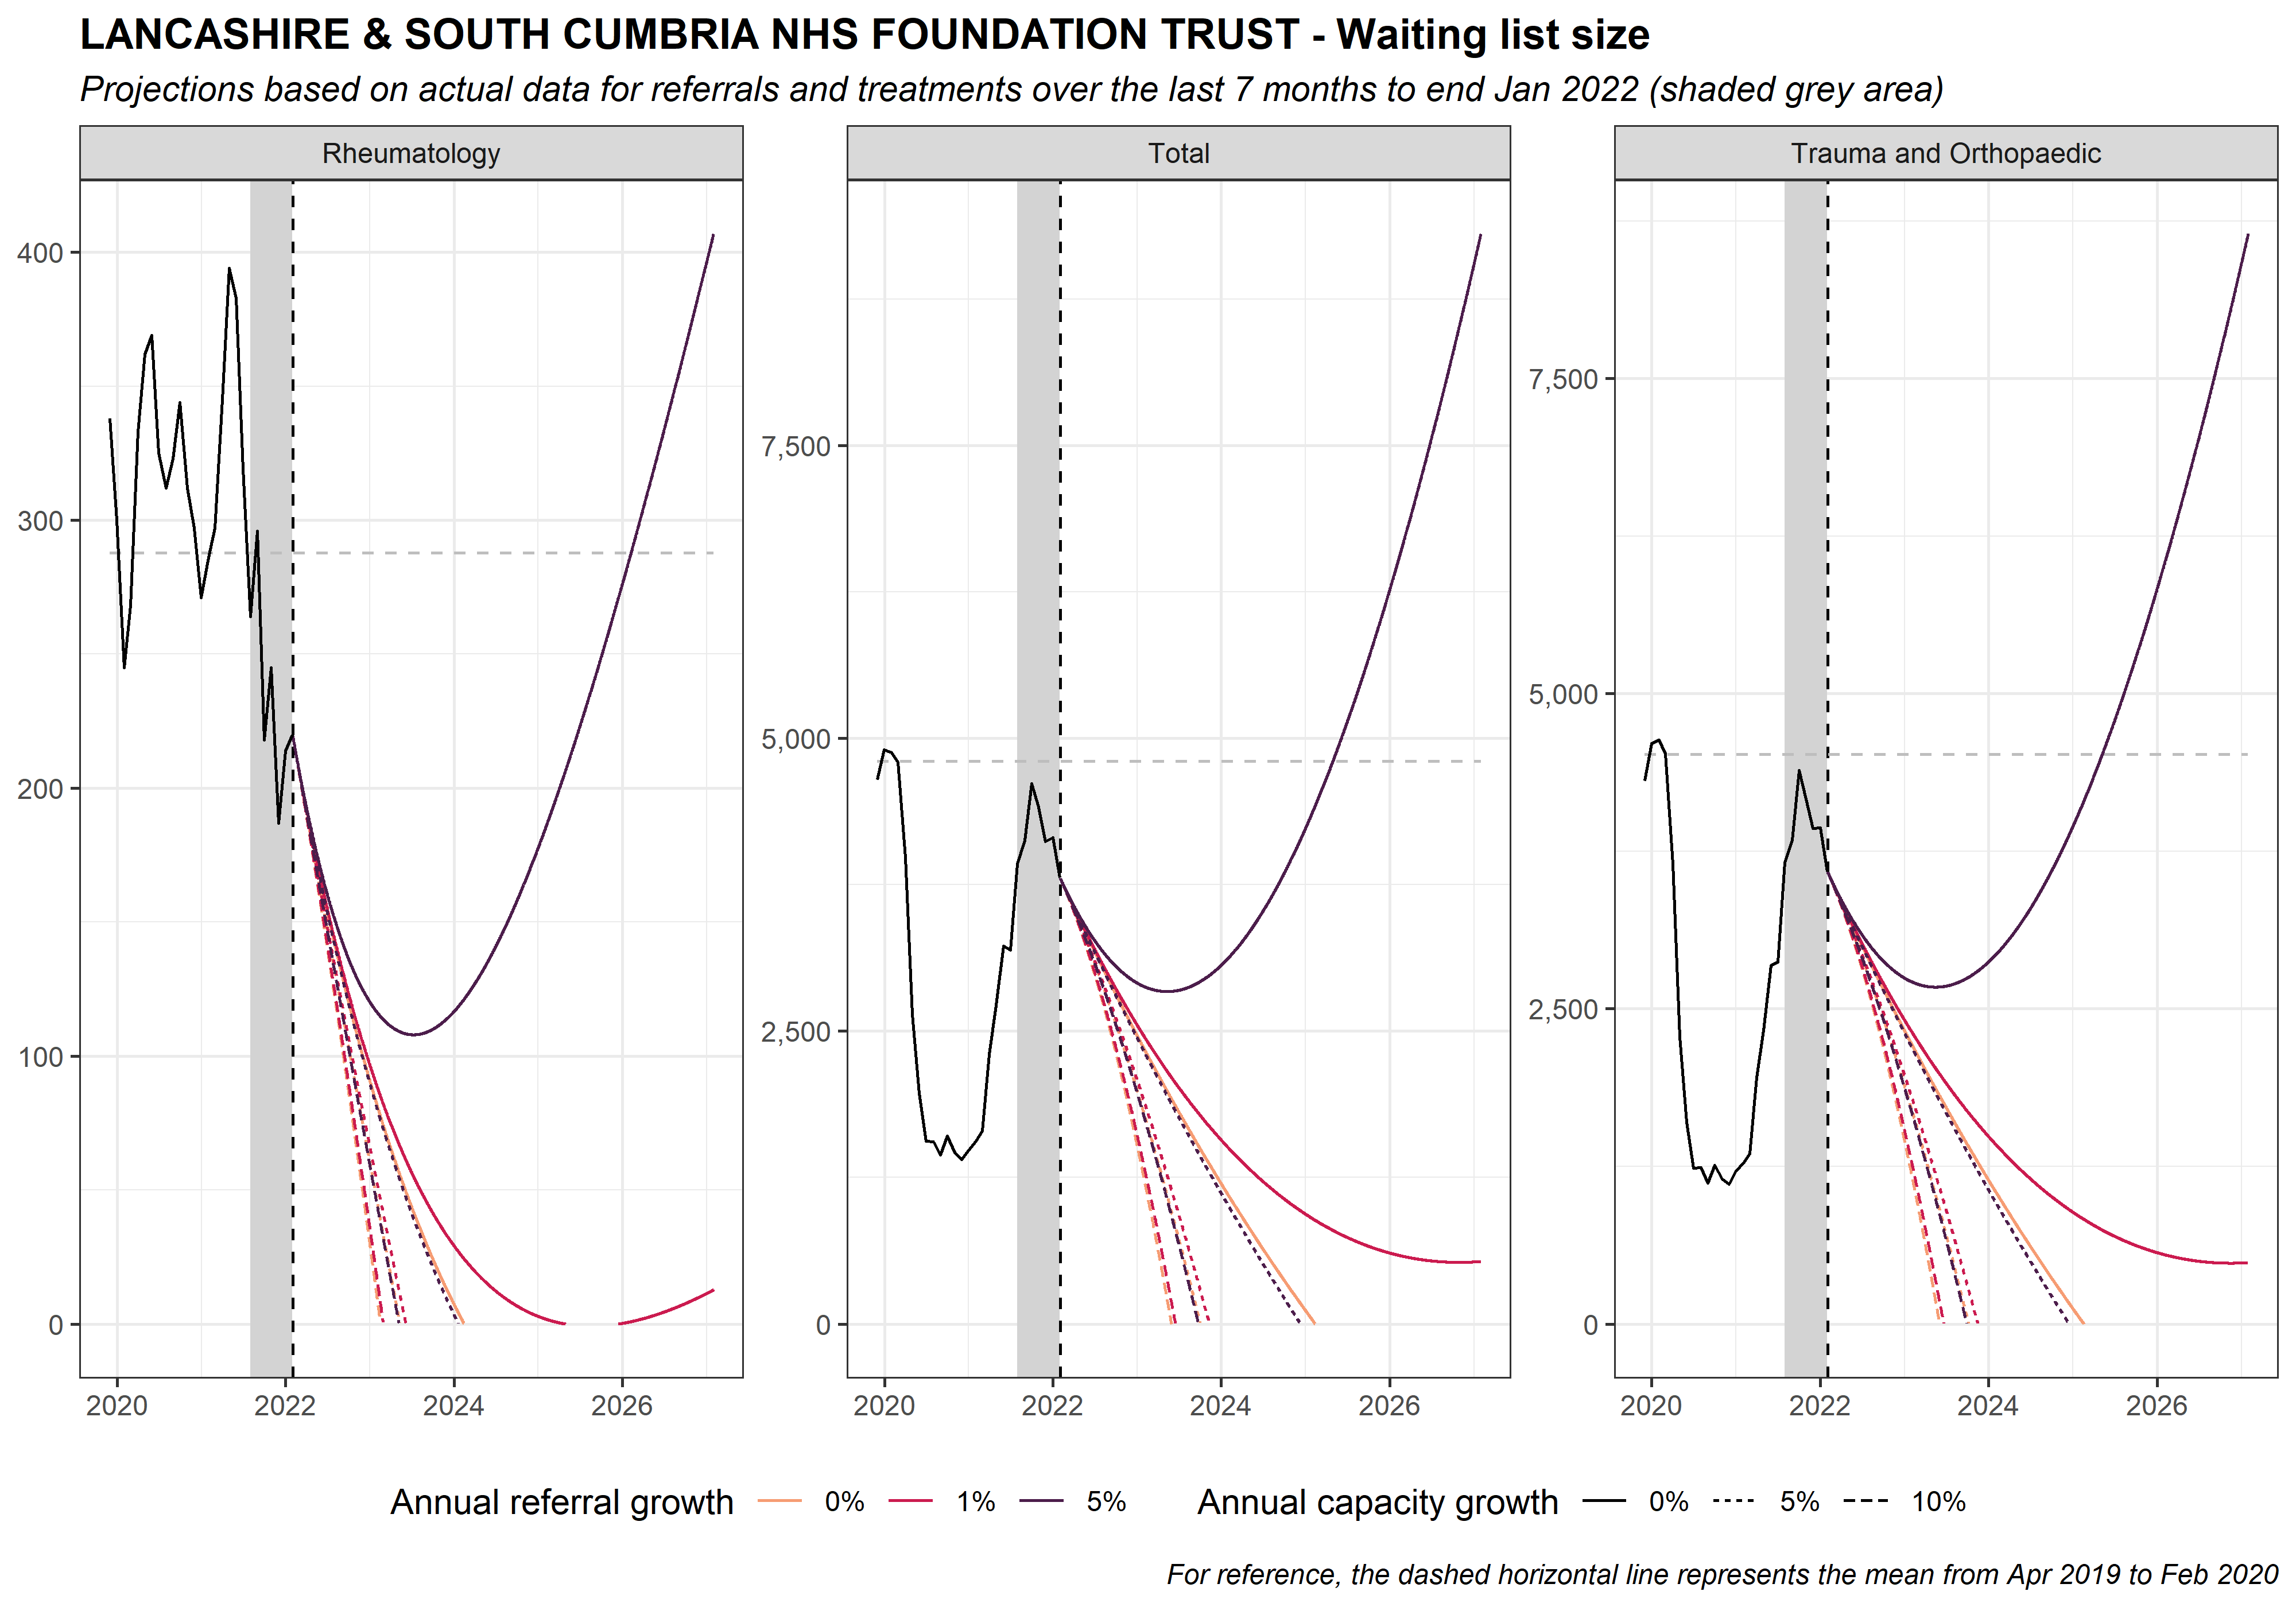 LANCASHIRE & SOUTH CUMBRIA NHS FOUNDATION TRUST - Waiting list size
Projections based on actual data for referrals and treatments over the last 7 months to end Jan 2022 (shaded grey area)
Rheumatology
400
300
200
100
0
2020 2022 2024 2026
Total
7,500
5,000
2,500
0
2020 2022 2024 2026
Trauma and Orthopaedic
7,500
5,000
2,500
0
2020 2022 2024 2026
Annual referral growth 0% 1% 5% Annual capacity growth 0% 5% 10%
For reference, the dashed horizontal line represents the mean from Apr 2019 to Feb 2020